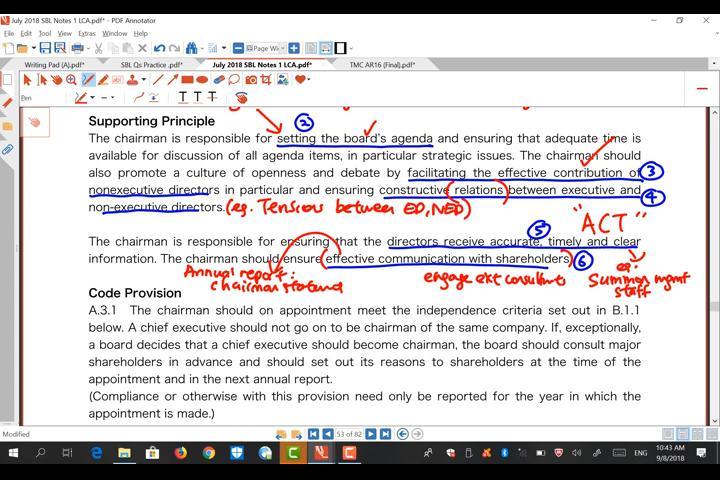 July 2018 SBL Notes 1 LCA.pdf* - PDF Annotator
File Edit Tools Tool Favorites View Extras Window Help
Page Wi
Writing Pad (A).pdf*
SBL Qs Practice .pdf*
July 2018 SBL Notes 1 LCA.pdf*
TMC AR16 (Final).pdf*
Pen
Supporting Principle
②
The chairman is responsible for setting the board's agenda and ensuring that adequate time is
available for discussion of all agenda items, in particular strategic issues. The chairman should
also promote a culture of openness and debate by facilitating the effective contribution of ③
nonexecutive directors in particular and ensuring constructive relations between executive and ④
non-executive directors. (eg. Tensions between ED, NED)
"ACT"
⑤
The chairman is responsible for ensuring that the directors receive accurate, timely and clear
information. The chairman should ensure effective communication with shareholders. ⑥
Annual report:
chairman statement
engage ext consultants
eg.
Summon mgmt
staff
Code Provision
A.3.1 The chairman should on appointment meet the independence criteria set out in B.1.1
below. A chief executive should not go on to be chairman of the same company. If, exceptionally,
a board decides that a chief executive should become chairman, the board should consult major
shareholders in advance and should set out its reasons to shareholders at the time of the
appointment and in the next annual report.
(Compliance or otherwise with this provision need only be reported for the year in which the
appointment is made.)
Modified
53 of 82
10:43 AM
9/8/2018